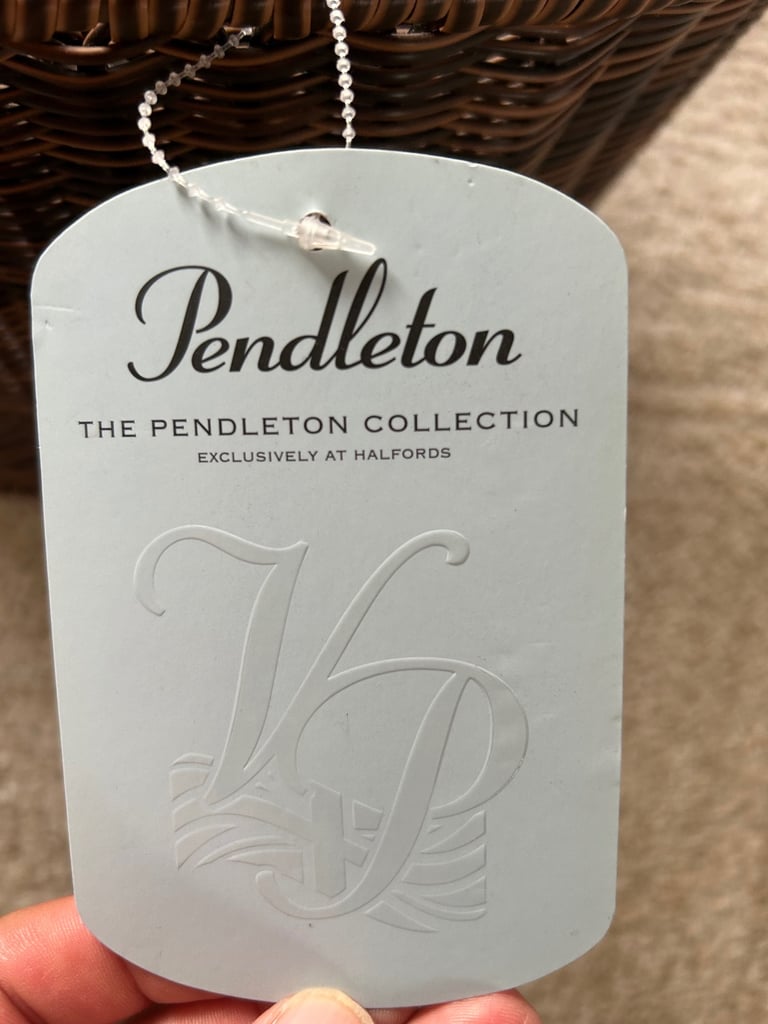 Pendleton
THE PENDLETON COLLECTION
EXCLUSIVELY AT HALFORDS
VP